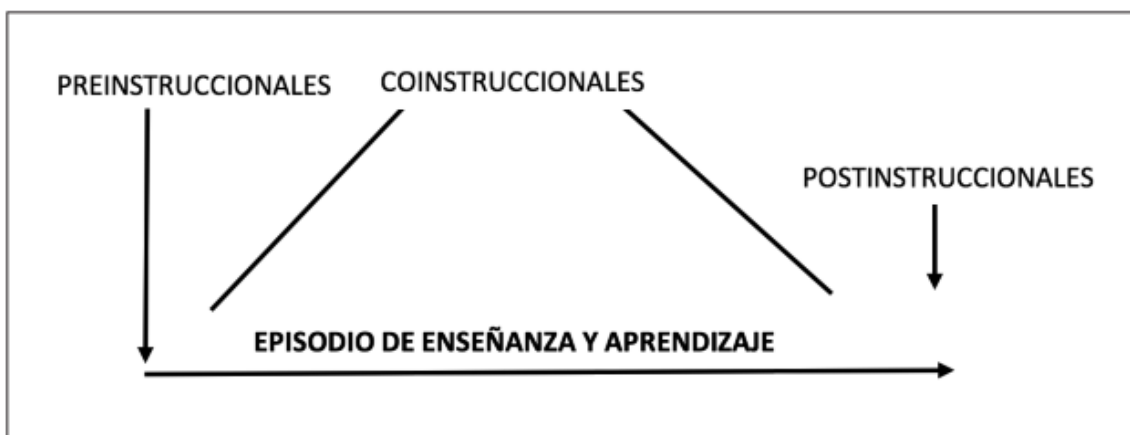 PREINSTRUCCIONALES
COINSTRUCCIONALES
POSTINSTRUCCIONALES
EPISODIO DE ENSEÑANZA Y APRENDIZAJE